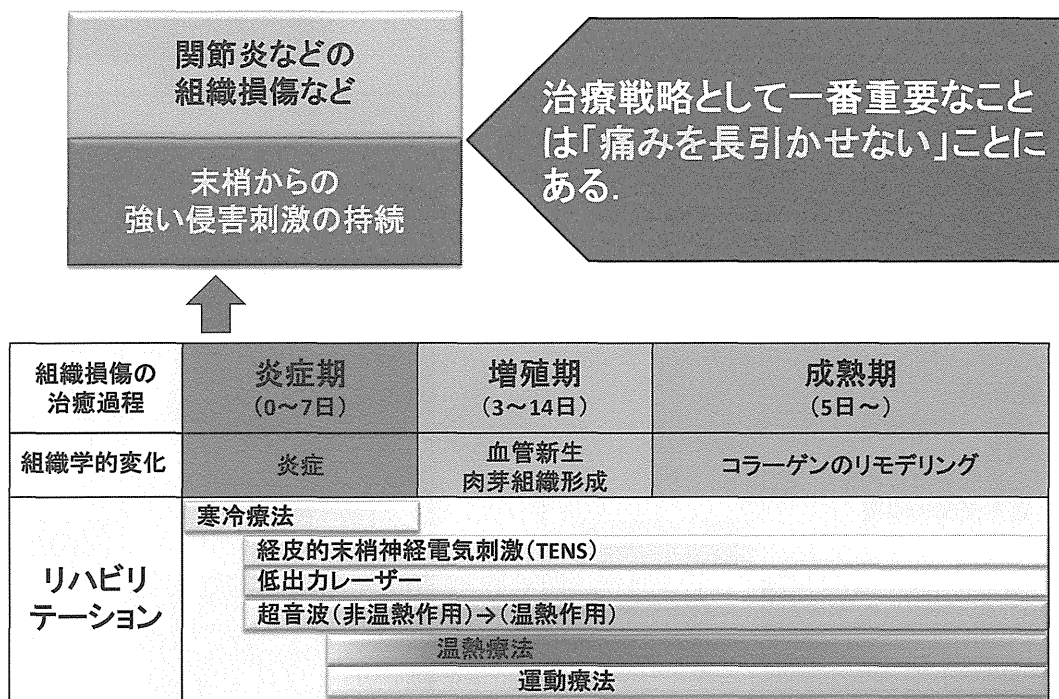 関節炎などの
組織損傷など
末梢からの
強い侵害刺激の持続
治療戦略として一番重要なこと
は「痛みを長引かせない」ことに
ある.
組織損傷の
治癒過程
炎症期
(0〜7日)
増殖期
(3〜14日)
成熟期
(5日〜)
組織学的変化
炎症
血管新生
肉芽組織形成
コラーゲンのリモデリング
リハビリ
テーション
寒冷療法
経皮的末梢神経電気刺激(TENS)
低出力レーザー
超音波(非温熱作用)→(温熱作用)
温熱療法
運動療法